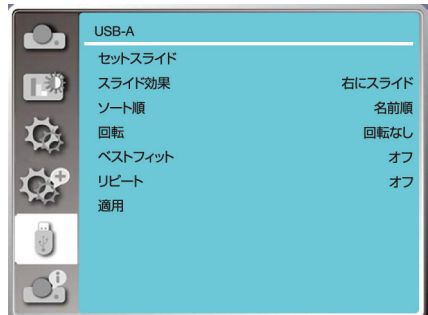 USB-A
セットスライド
スライド効果 右にスライド
ソート順 名前順
回転 回転なし
ベストフィット オフ
リピート オフ
適用